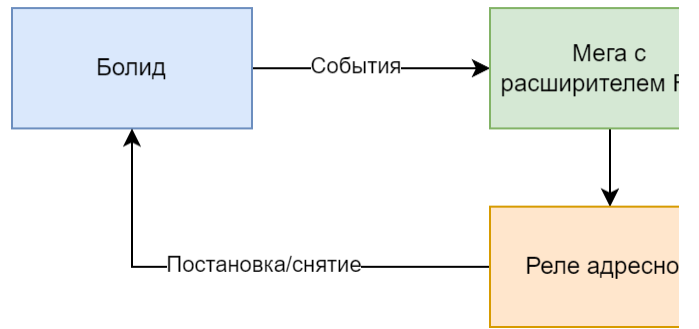 Болид
События
Мега с
расширителем
Постановка/снятие
Реле адресно